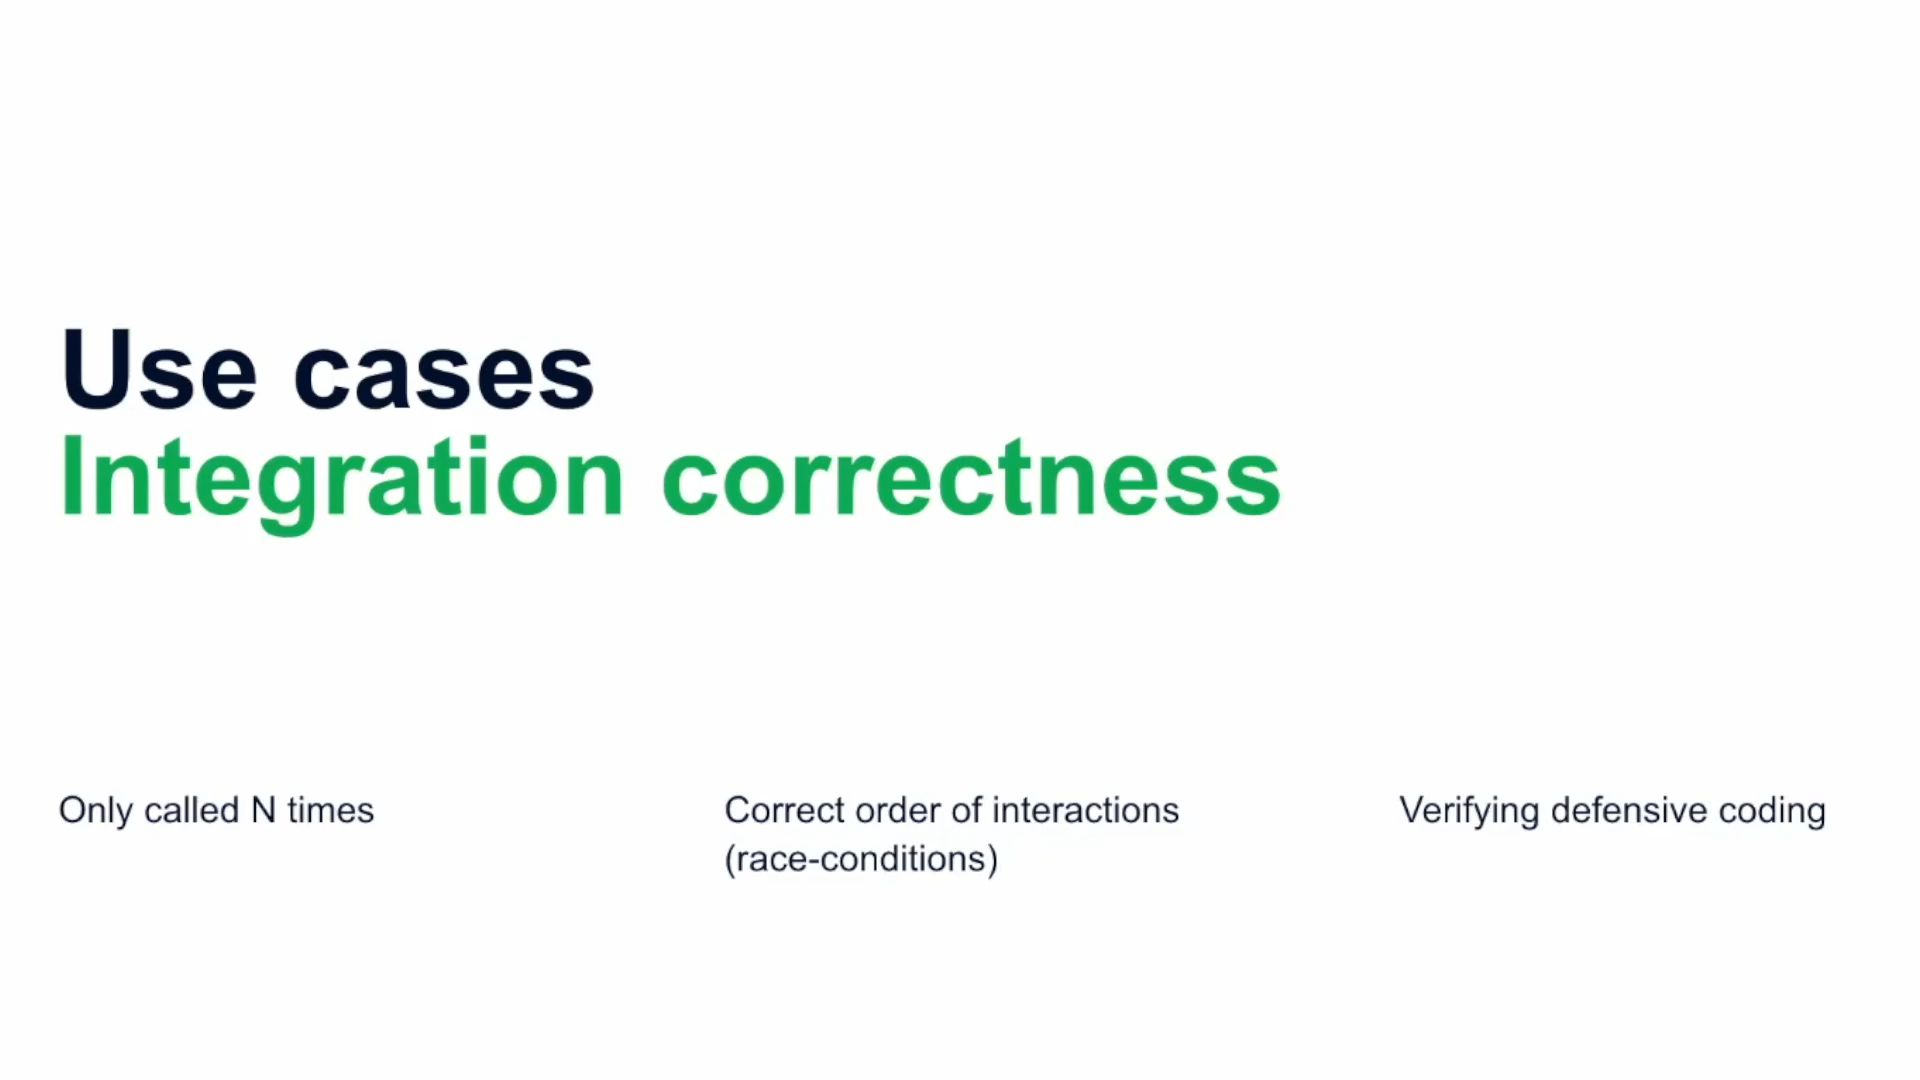 Use cases
Integration correctness
Only called N times
Correct order of interactions
(race-conditions)
Verifying defensive coding